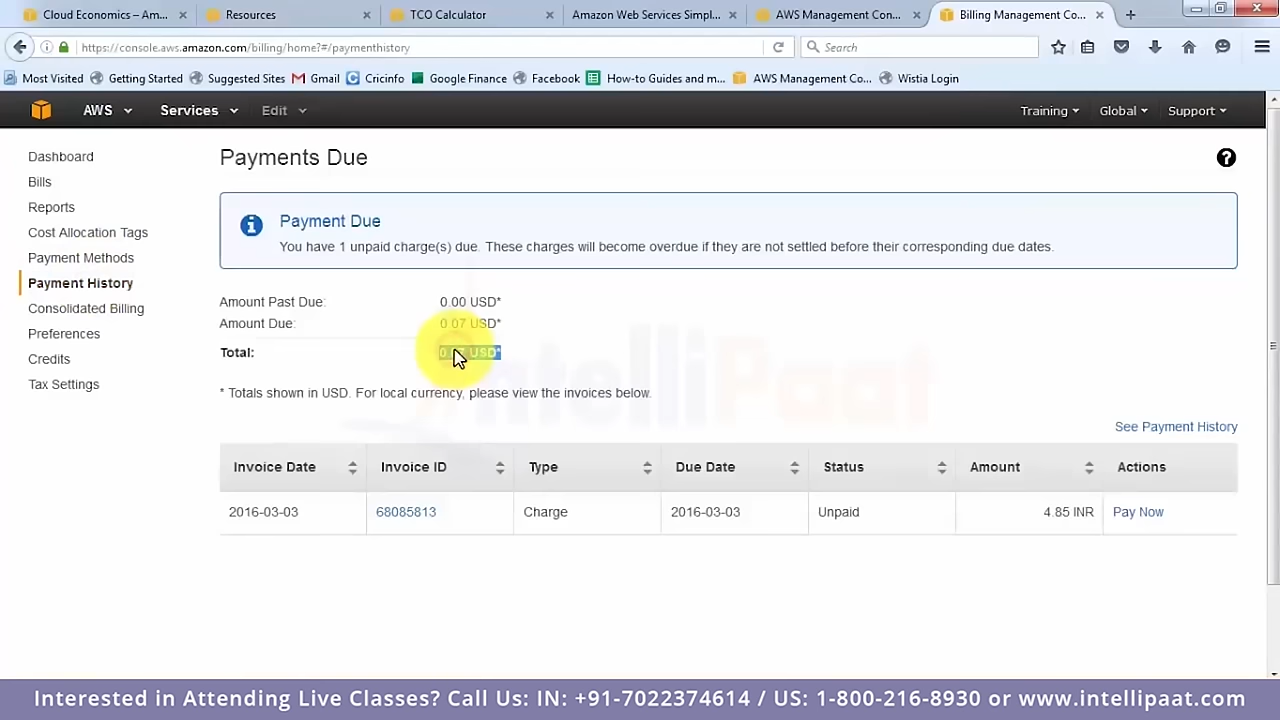 Cloud Economics – Am...
Resources
TCO Calculator
Amazon Web Services Simpl...
AWS Management Con...
Billing Management Co...
https://console.aws.amazon.com/billing/home?#/paymenthistory
Search
Most Visited
Getting Started
Suggested Sites
Gmail
Cricinfo
Google Finance
Facebook
How-to Guides and m...
AWS Management Co...
Wistia Login
AWS Services Edit Training Global Support
Dashboard
Bills
Reports
Cost Allocation Tags
Payment Methods
Payment History
Consolidated Billing
Preferences
Credits
Tax Settings
Payments Due
Payment Due
You have 1 unpaid charge(s) due. These charges will become overdue if they are not settled before their corresponding due dates.
Amount Past Due: 0.00 USD*
Amount Due: 0.07 USD*
Total: USD*
* Totals shown in USD. For local currency, please view the invoices below.
IntelliPaat
See Payment History
Invoice Date Invoice ID Type Due Date Status Amount Actions
2016-03-03 68085813 Charge 2016-03-03 Unpaid 4.85 INR Pay Now
Interested in Attending Live Classes? Call Us: IN: +91-7022374614 / US: 1-800-216-8930 or www.intellipaat.com